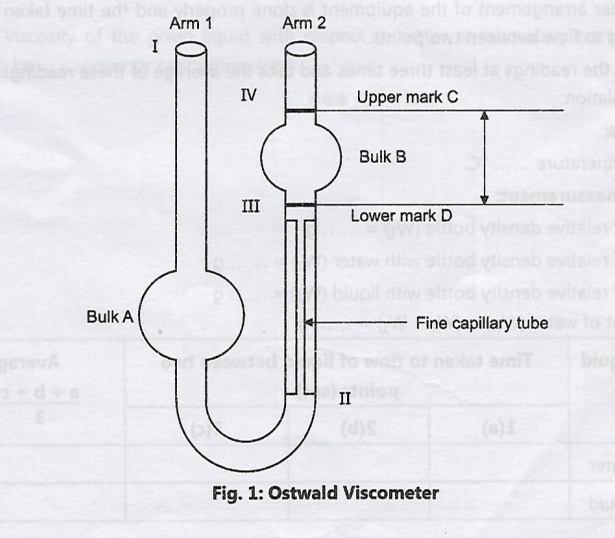 Arm 1 Arm 2
I
IV
Upper mark C
Bulk B
III
Lower mark D
Bulk A
Fine capillary tube
II
Fig. 1: Ostwald Viscometer